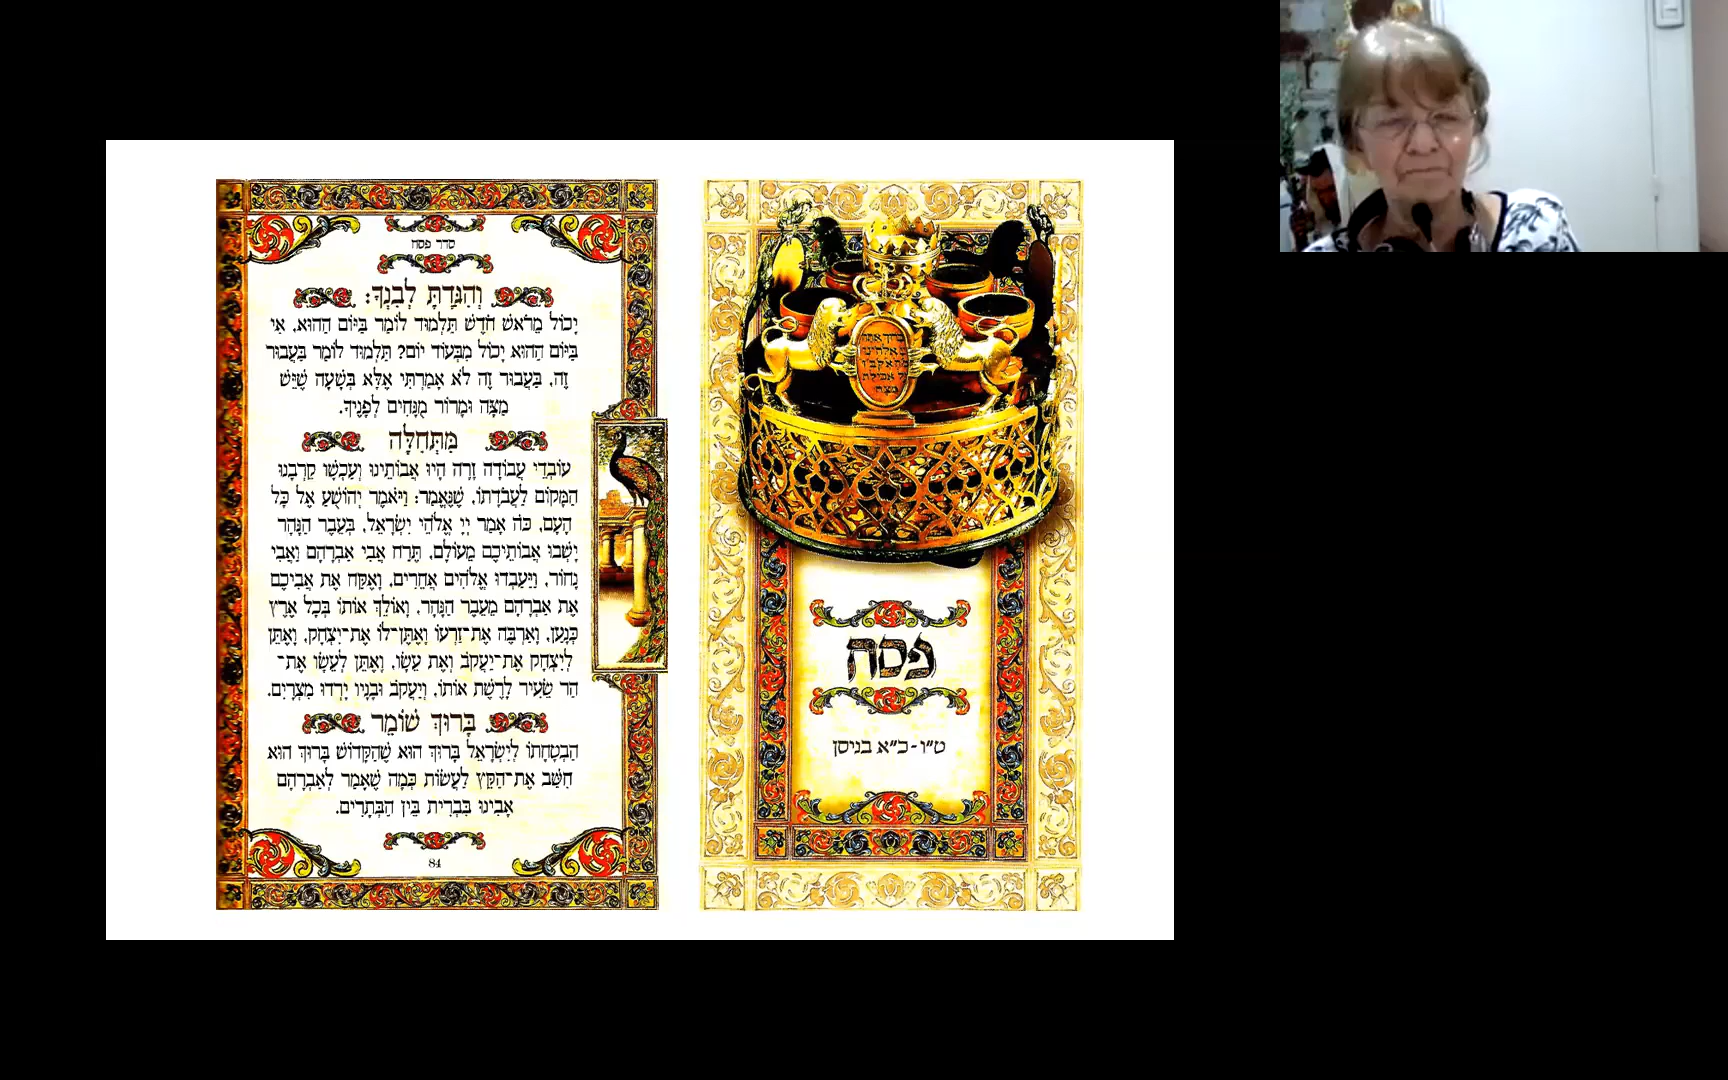 סדר פסח
וְהִגַּדְתָּ לְבִנְךָ:
יָכוֹל מֵרֹאשׁ חֹדֶשׁ תַּלְמוּד לוֹמַר בַּיּוֹם הַהוּא, אִי
בַּיּוֹם הַהוּא יָכוֹל מִבְּעוֹד יוֹם? תַּלְמוּד לוֹמַר בַּעֲבוּר
זֶה, בַּעֲבוּר זֶה לֹא אָמַרְתִּי אֶלָּא בְּשָׁעָה שֶׁיֵּשׁ
מַצָּה וּמָרוֹר מֻנָּחִים לְפָנֶיךָ.
מִתְּחִלָּה
עוֹבְדֵי עֲבוֹדָה זָרָה הָיוּ אֲבוֹתֵינוּ וְעַכְשָׁו קֵרְבָנוּ
הַמָּקוֹם לַעֲבֹדָתוֹ, שֶׁנֶּאֱמַר: וַיֹּאמֶר יְהוֹשֻׁעַ אֶל כָּל
הָעָם, כֹּה אָמַר יְיָ אֱלֹהֵי יִשְׂרָאֵל, בְּעֵבֶר הַנָּהָר
יָשְׁבוּ אֲבוֹתֵיכֶם מֵעוֹלָם, תֶּרַח אֲבִי אַבְרָהָם וַאֲבִי
נָחוֹר, וַיַּעַבְדוּ אֱלֹהִים אֲחֵרִים, וָאֶקַּח אֶת אֲבִיכֶם
אֶת אַבְרָהָם מֵעֵבֶר הַנָּהָר, וָאוֹלֵךְ אוֹתוֹ בְּכָל אֶרֶץ
כְּנָעַן, וָאַרְבֶּה אֶת־זַרְעוֹ וָאֶתֶּן־לוֹ אֶת־יִצְחָק, וָאֶתֵּן
לְיִצְחָק אֶת־יַעֲקֹב וְאֶת עֵשָׂו, וָאֶתֵּן לְעֵשָׂו אֶת־
הַר שֵׂעִיר לָרֶשֶׁת אוֹתוֹ, וְיַעֲקֹב וּבָנָיו יָרְדוּ מִצְרָיִם.
בָּרוּךְ שׁוֹמֵר
הַבְטָחָתוֹ לְיִשְׂרָאֵל בָּרוּךְ הוּא שֶׁהַקָּדוֹשׁ בָּרוּךְ הוּא
חִשַּׁב אֶת־הַקֵּץ לַעֲשׂוֹת כְּמָה שֶׁאָמַר לְאַבְרָהָם
אָבִינוּ בִּבְרִית בֵּין הַבְּתָרִים.
84
ברוך אתה
פסח
ט״ו - כ״א בניסן